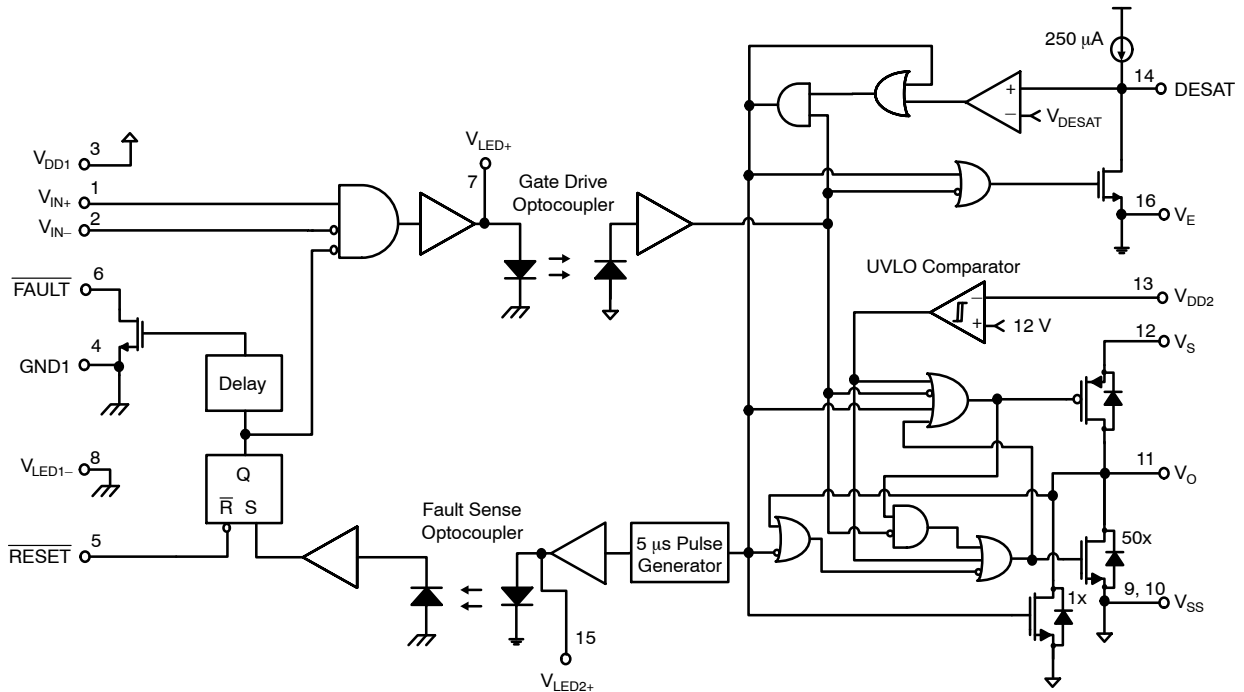 250 μA
14
DESAT
+
−
V_DESAT
V_LED+
7
Gate Drive
Optocoupler
3
V_DD1
1
V_IN+
2
V_IN−
16
V_E
6
FAULT
UVLO Comparator
13
V_DD2
−
+
12 V
12
V_S
4
GND1
Delay
8
V_LED1−
Q
R S
11
V_O
Fault Sense
Optocoupler
5
RESET
5 μs Pulse
Generator
50x
9, 10
V_SS
1x
15
V_LED2+